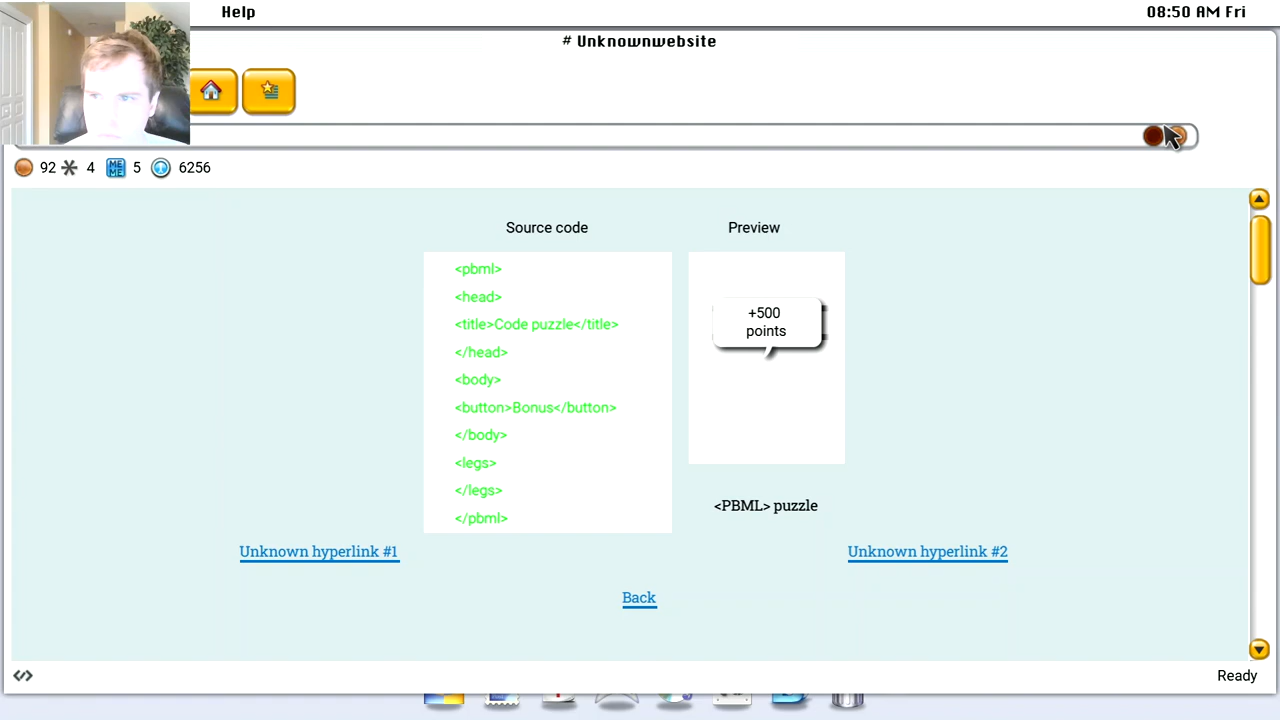 Help
08:50 AM Fri
# Unknownwebsite
92 4 MEME 5 6256
Source code
Preview
<pbml>
<head>
<title>Code puzzle</title>
</head>
<body>
<button>Bonus</button>
</body>
<legs>
</legs>
</pbml>
+500
points
<PBML> puzzle
Unknown hyperlink #1
Unknown hyperlink #2
Back
Ready